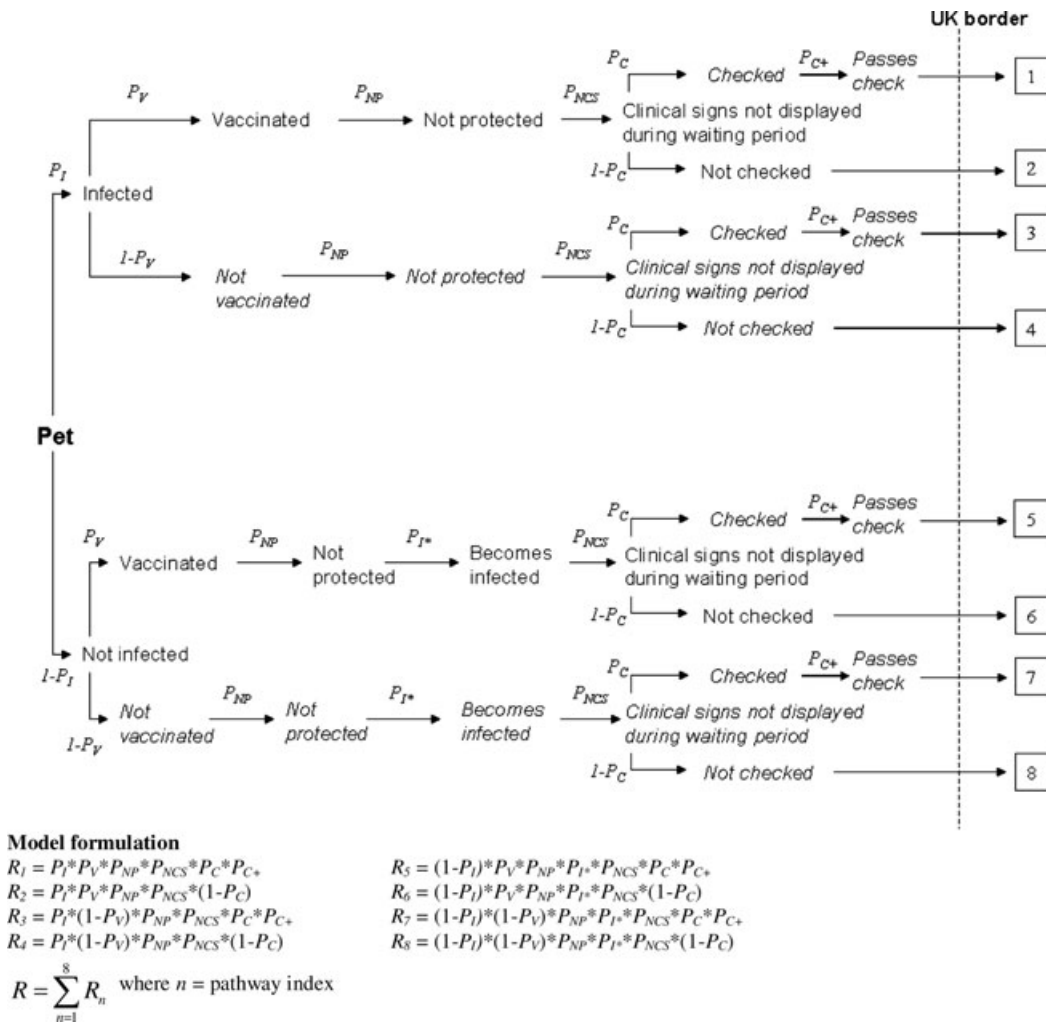 UK border
P_C Checked P_C+ Passes check 1
P_V Vaccinated P_NP Not protected P_NCS Clinical signs not displayed
during waiting period
1-P_C Not checked 2
P_I Infected
P_C Checked P_C+ Passes check 3
1-P_V Not vaccinated P_NP Not protected P_NCS Clinical signs not displayed
during waiting period
1-P_C Not checked 4
Pet
P_C Checked P_C+ Passes check 5
P_V Vaccinated P_NP Not protected P_I* Becomes infected P_NCS Clinical signs not displayed
during waiting period
1-P_C Not checked 6
Not infected
1-P_I
P_C Checked P_C+ Passes check 7
1-P_V Not vaccinated P_NP Not protected P_I* Becomes infected P_NCS Clinical signs not displayed
during waiting period
1-P_C Not checked 8
Model formulation
R_1 = P_I*P_V*P_NP*P_NCS*P_C*P_C+
R_2 = P_I*P_V*P_NP*P_NCS*(1-P_C)
R_3 = P_I*(1-P_V)*P_NP*P_NCS*P_C*P_C+
R_4 = P_I*(1-P_V)*P_NP*P_NCS*(1-P_C)
R_5 = (1-P_I)*P_V*P_NP*P_I**P_NCS*P_C*P_C+
R_6 = (1-P_I)*P_V*P_NP*P_I**P_NCS*(1-P_C)
R_7 = (1-P_I)*(1-P_V)*P_NP*P_I**P_NCS*P_C*P_C+
R_8 = (1-P_I)*(1-P_V)*P_NP*P_I**P_NCS*(1-P_C)
R = ∑_{n=1}^{8} R_n where n = pathway index